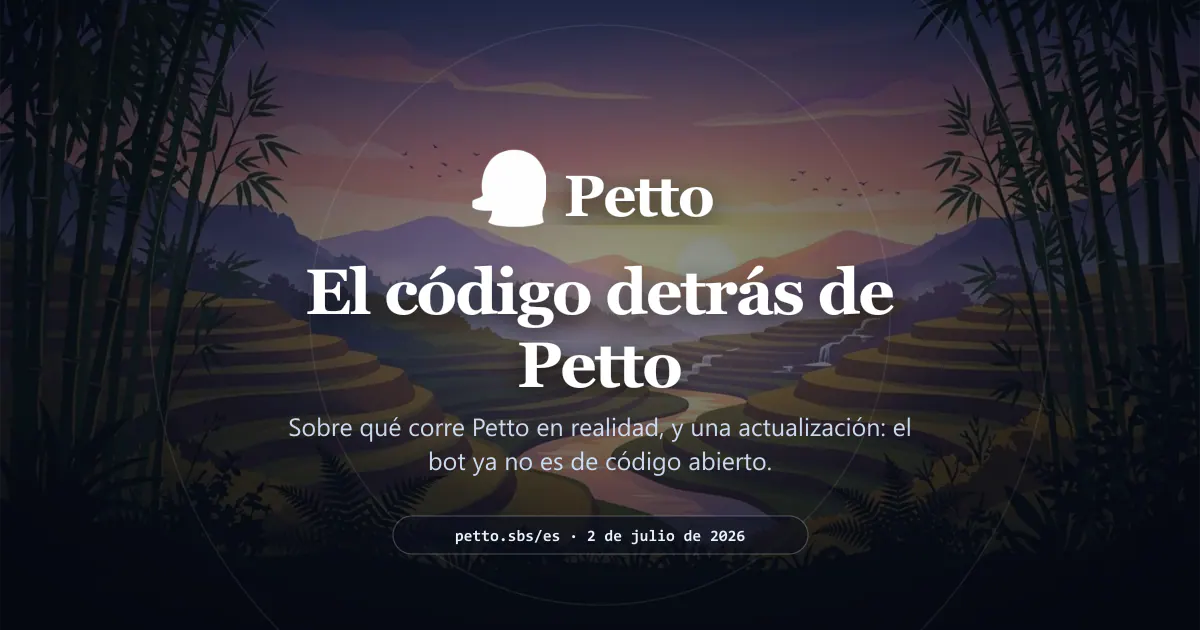 Petto
El código detrás de
Petto
Sobre qué corre Petto en realidad, y una actualización: el
bot ya no es de código abierto.
petto.sbs/es · 2 de julio de 2026